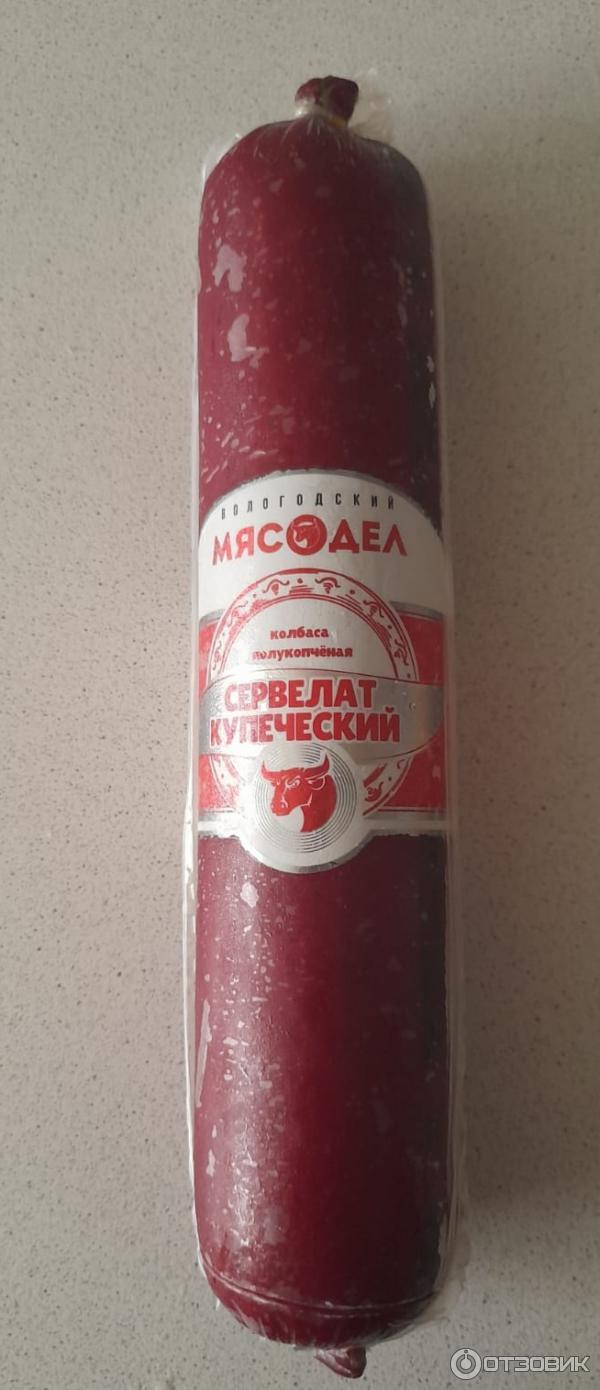 ВОЛОГОДСКИЙ
МЯСОДЕЛ
колбаса
полукопчёная
СЕРВЕЛАТ
КУПЕЧЕСКИЙ
ОТЗОВИК